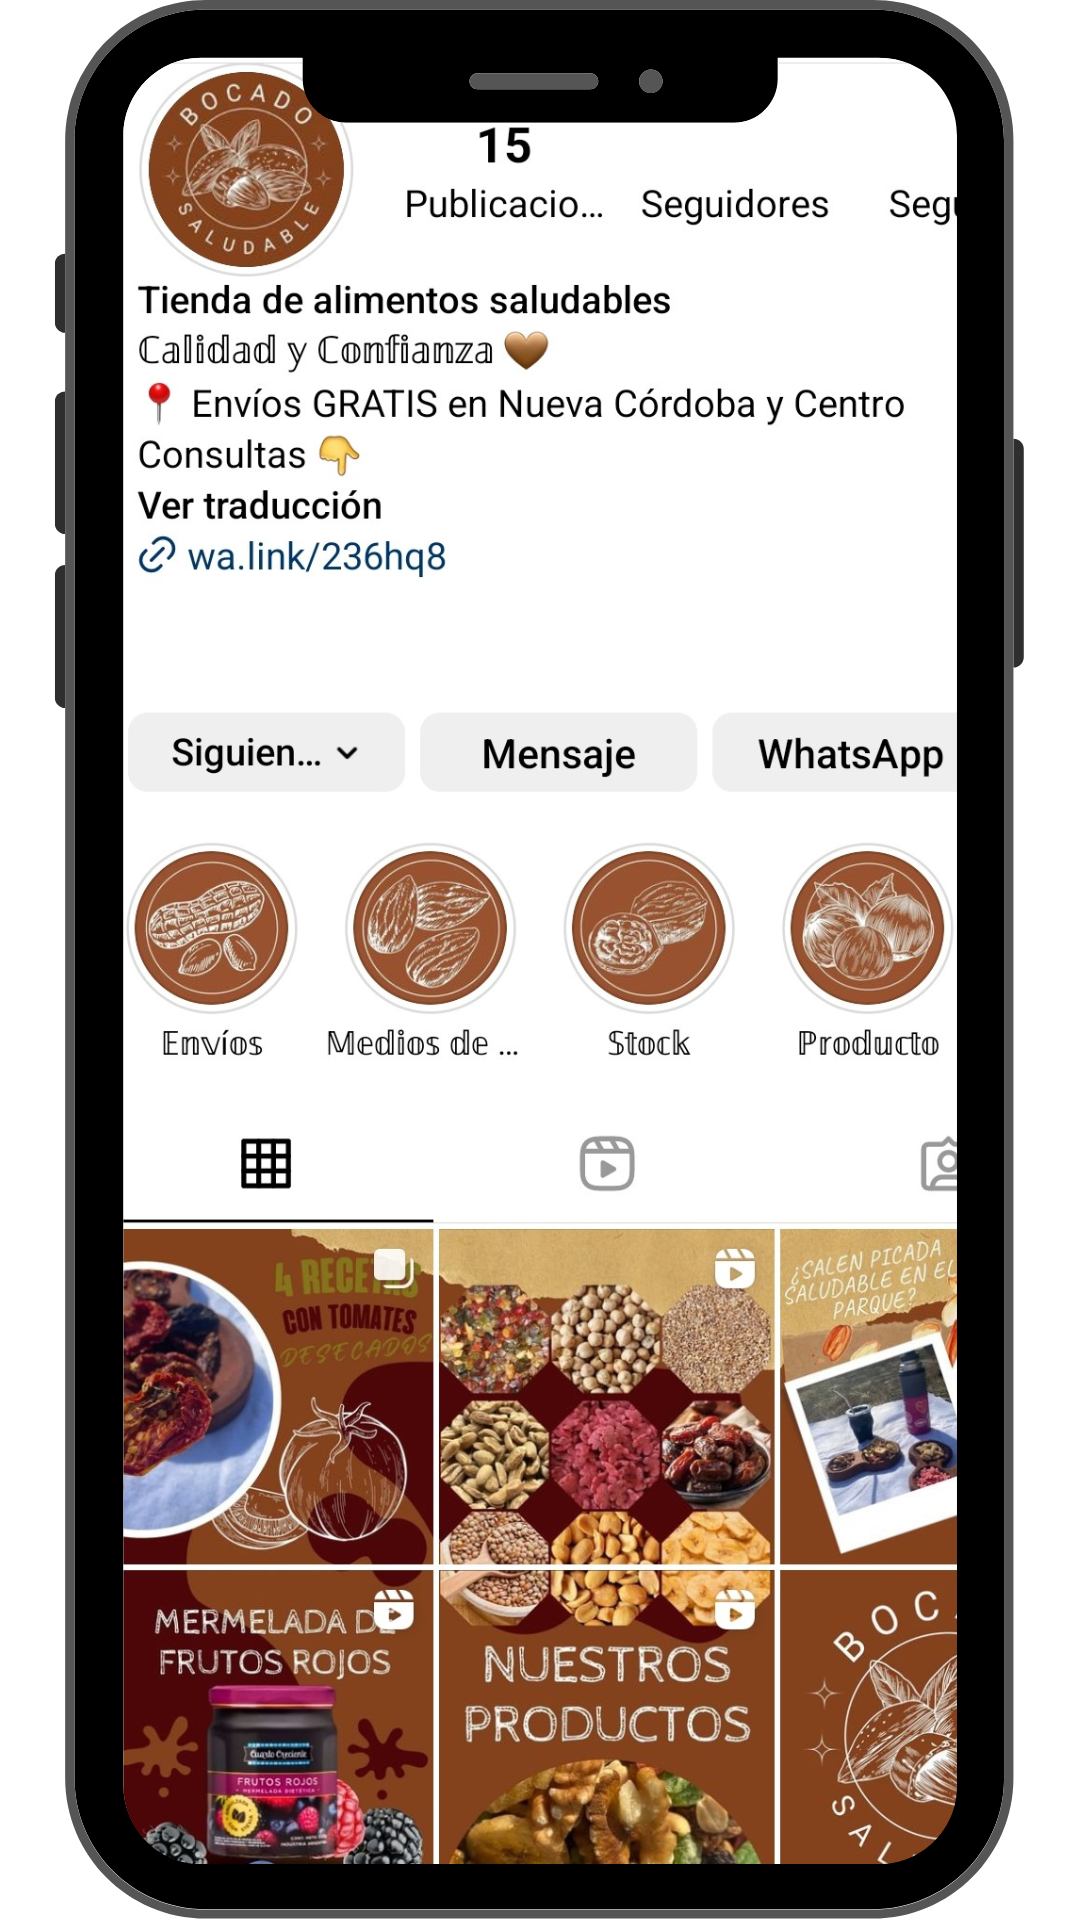 BOCADO
SALUDABLE
15
Publicacio... Seguidores Segu
Tienda de alimentos saludables
ℂ𝕒𝕝𝕚𝕕𝕒𝕕 𝕪 ℂ𝕠𝕟𝕗𝕚𝕒𝕟𝕫𝕒 🤎
📍 Envíos GRATIS en Nueva Córdoba y Centro
Consultas 👇
Ver traducción
wa.link/236hq8
Siguien... Mensaje WhatsApp
𝔼𝕟𝕧í𝕠𝕤 𝕄𝕖𝕕𝕚𝕠𝕤 𝕕𝕖 ... 𝕊𝕥𝕠𝕔𝕜 ℙ𝕣𝕠𝕕𝕦𝕔𝕥𝕠
4 RECETAS
CON TOMATES
DESECADOS
¿SALEN PICADA
SALUDABLE EN EL
PARQUE?
MERMELADA DE
FRUTOS ROJOS
Cuarto Creciente
FRUTOS ROJOS
MERMELADA DIETÉTICA
NUESTROS
PRODUCTOS
BOC
SAL